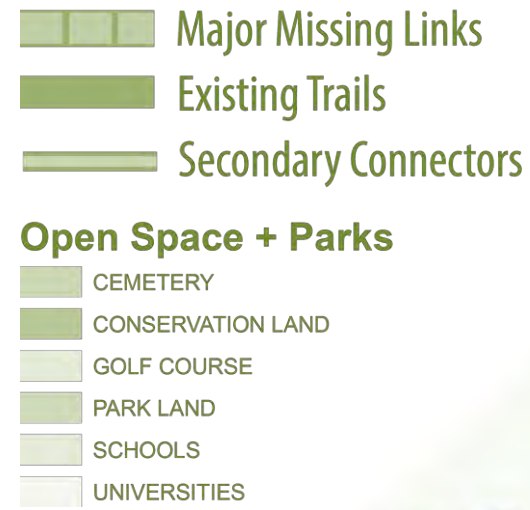 Major Missing Links
Existing Trails
Secondary Connectors
Open Space + Parks
CEMETERY
CONSERVATION LAND
GOLF COURSE
PARK LAND
SCHOOLS
UNIVERSITIES